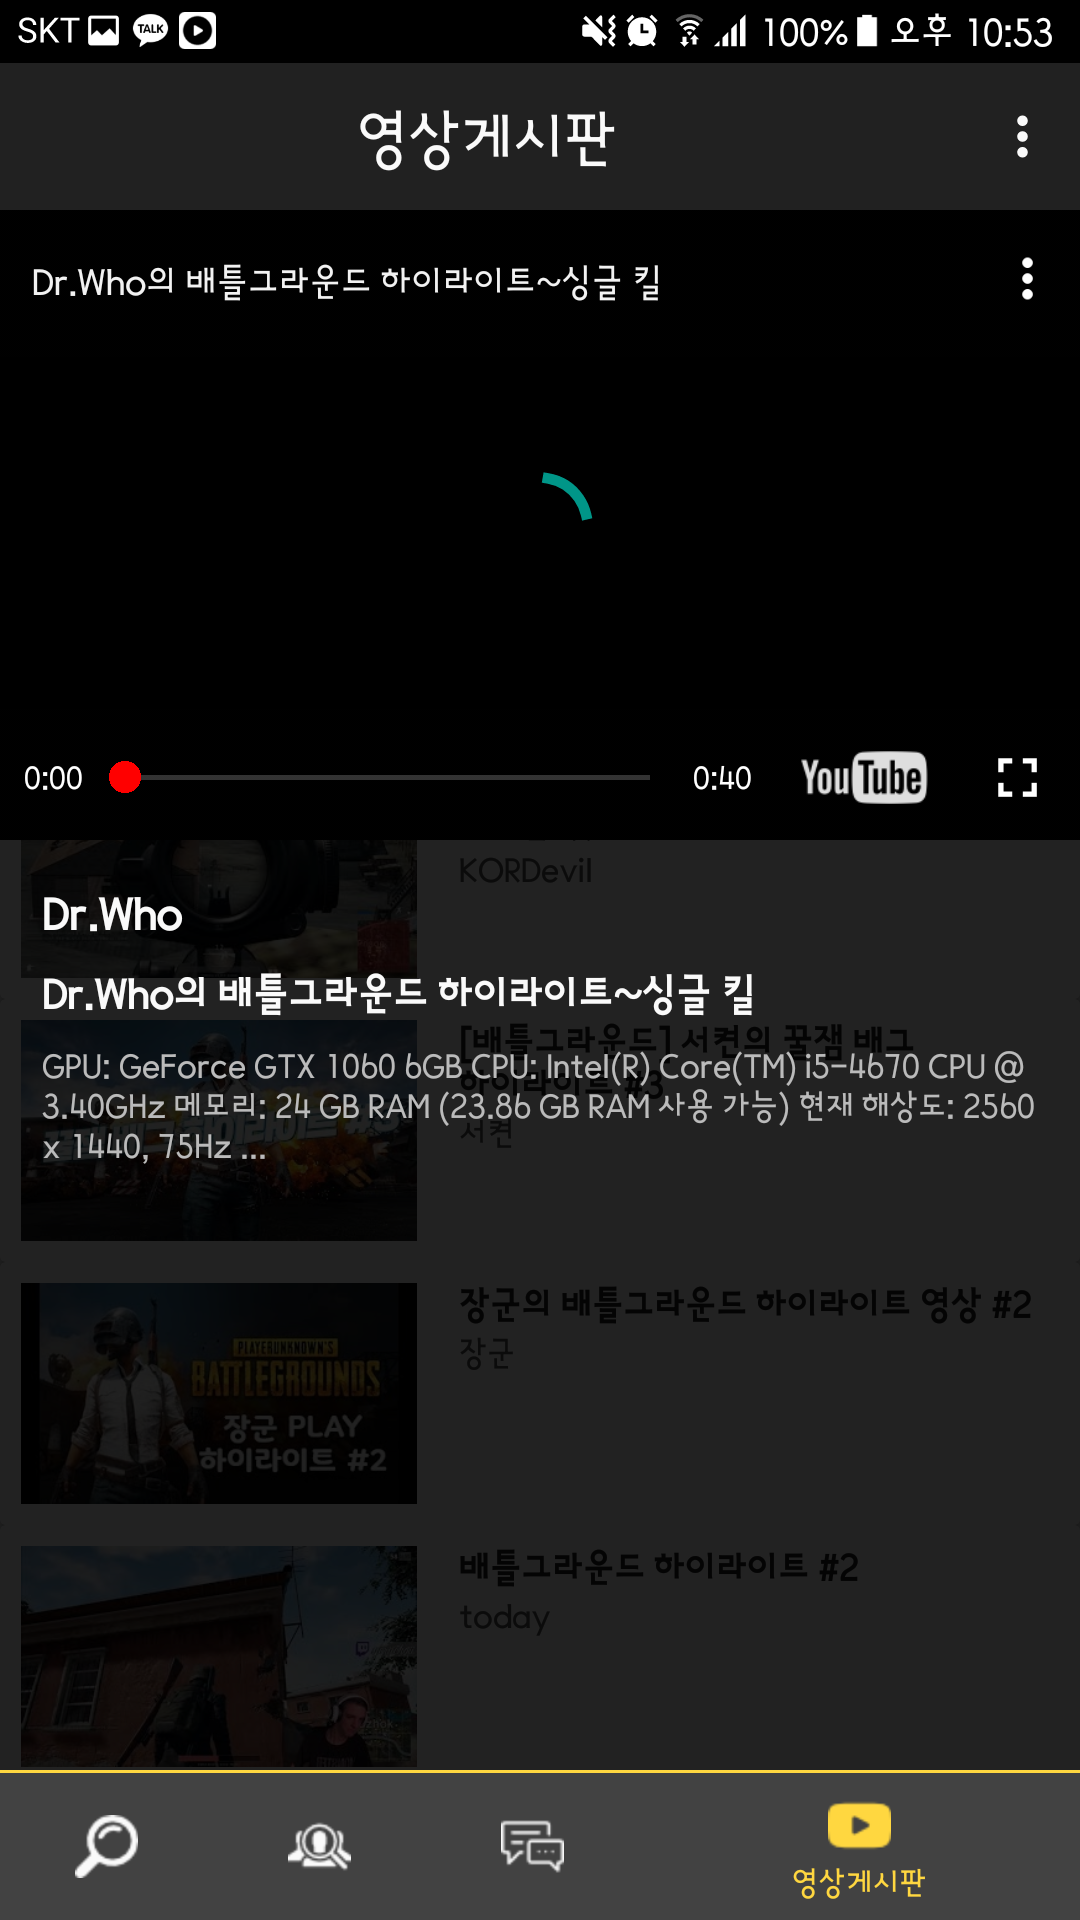 SKT TALK 100% 오후 10:53
영상게시판
Dr.Who의 배틀그라운드 하이라이트~싱글 킬
0:00 0:40 YouTube
KORDevil
Dr.Who
Dr.Who의 배틀그라운드 하이라이트~싱글 킬
[배틀그라운드] 서켠의 꿀잼 배그
하이라이트 #3
서켠
GPU: GeForce GTX 1060 6GB CPU: Intel(R) Core(TM) i5-4670 CPU @
3.40GHz 메모리: 24 GB RAM (23.86 GB RAM 사용 가능) 현재 해상도: 2560
x 1440, 75Hz ...
장군의 배틀그라운드 하이라이트 영상 #2
장군
PLAYERUNKNOWN'S
BATTLEGROUNDS
장군 PLAY
하이라이트 #2
배틀그라운드 하이라이트 #2
today
영상게시판